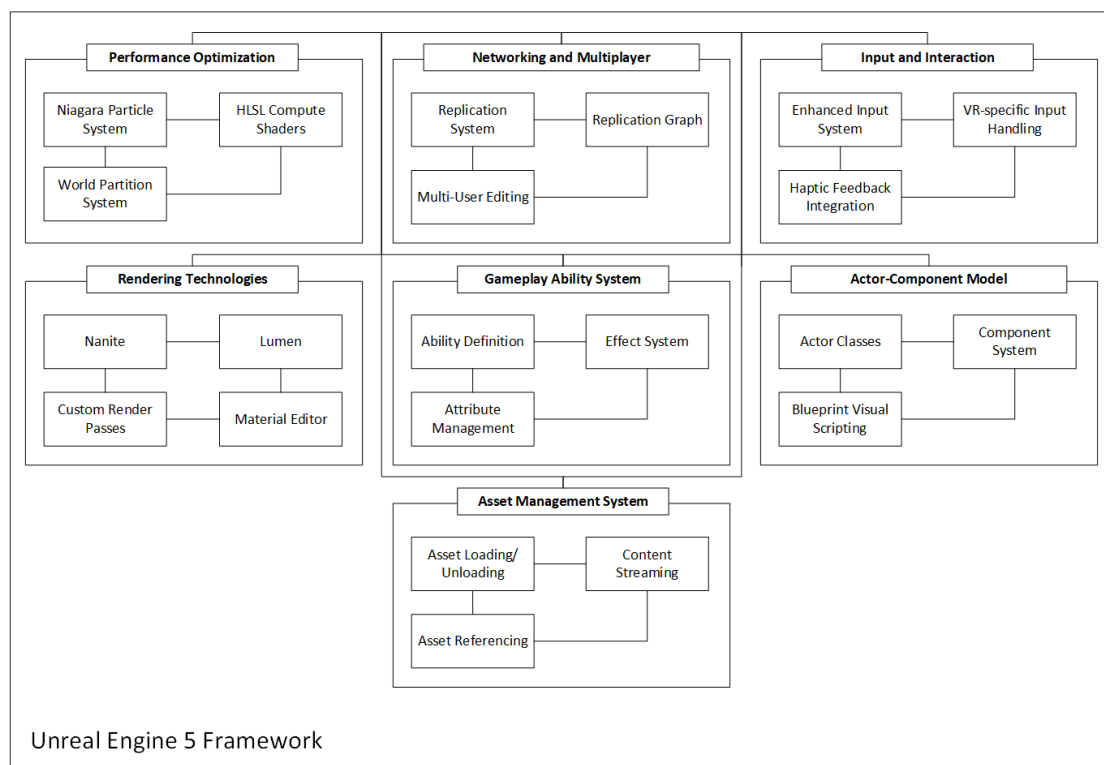 Performance Optimization
Niagara Particle
System
HLSL Compute
Shaders
World Partition
System
Networking and Multiplayer
Replication
System
Replication Graph
Multi-User Editing
Input and Interaction
Enhanced Input
System
VR-specific Input
Handling
Haptic Feedback
Integration
Rendering Technologies
Nanite
Lumen
Custom Render
Passes
Material Editor
Gameplay Ability System
Ability Definition
Effect System
Attribute
Management
Actor-Component Model
Actor Classes
Component
System
Blueprint Visual
Scripting
Asset Management System
Asset Loading/
Unloading
Content
Streaming
Asset Referencing
Unreal Engine 5 Framework